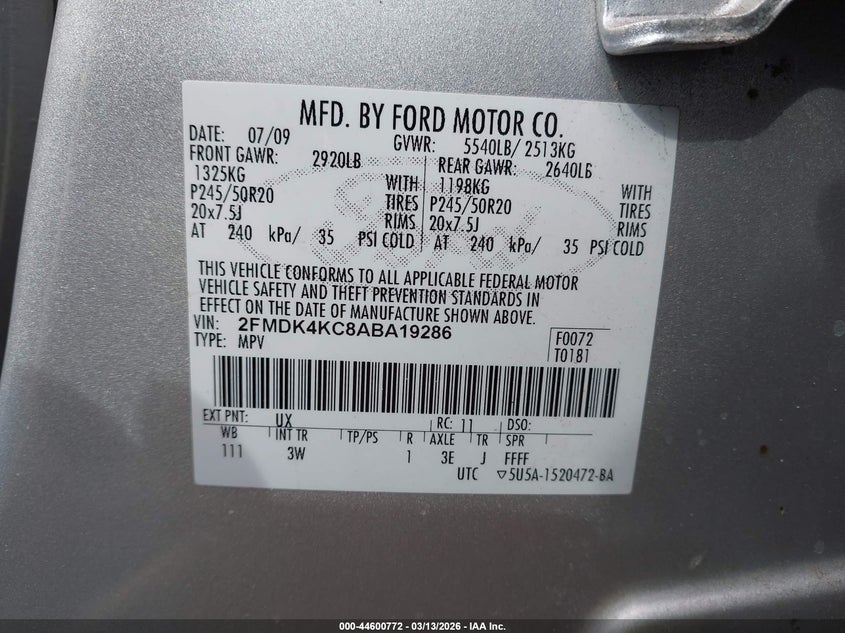 MFD. BY FORD MOTOR CO.
DATE: 07/09 GVWR: 5540LB/ 2513KG
FRONT GAWR: 2920LB REAR GAWR: 2640LB
1325KG WITH 1198KG WITH
P245/50R20 TIRES P245/50R20 TIRES
20x7.5J RIMS 20x7.5J RIMS
AT 240 kPa/ 35 PSI COLD AT 240 kPa/ 35 PSI COLD
THIS VEHICLE CONFORMS TO ALL APPLICABLE FEDERAL MOTOR
VEHICLE SAFETY AND THEFT PREVENTION STANDARDS IN
EFFECT ON THE DATE OF MANUFACTURE SHOWN ABOVE.
VIN: 2FMDK4KC8ABA19286 F0072
TYPE: MPV T0181
EXT PNT: UX RC: 11 DSO:
WB INT TR TP/PS R AXLE TR SPR
111 3W 1 3E J FFFF
UTC ▽5U5A-1520472-BA
000-44600772 - 03/13/2026 - IAA Inc.